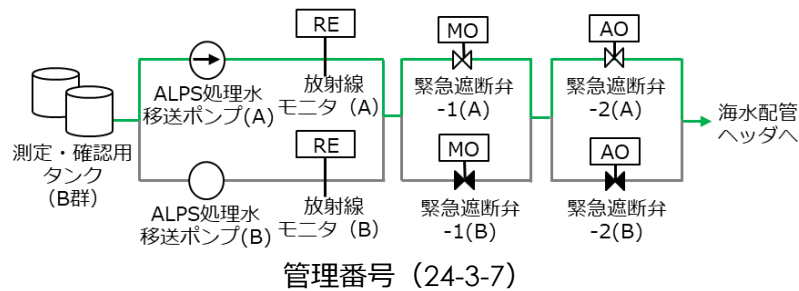 RE
MO
AO
ALPS処理水
移送ポンプ(A)
放射線
モニタ（A）
緊急遮断弁
-1(A)
緊急遮断弁
-2(A)
海水配管
ヘッダへ
測定・確認用
タンク
（B群）
RE
MO
AO
ALPS処理水
移送ポンプ(B)
放射線
モニタ（B）
緊急遮断弁
-1(B)
緊急遮断弁
-2(B)
管理番号（24-3-7）